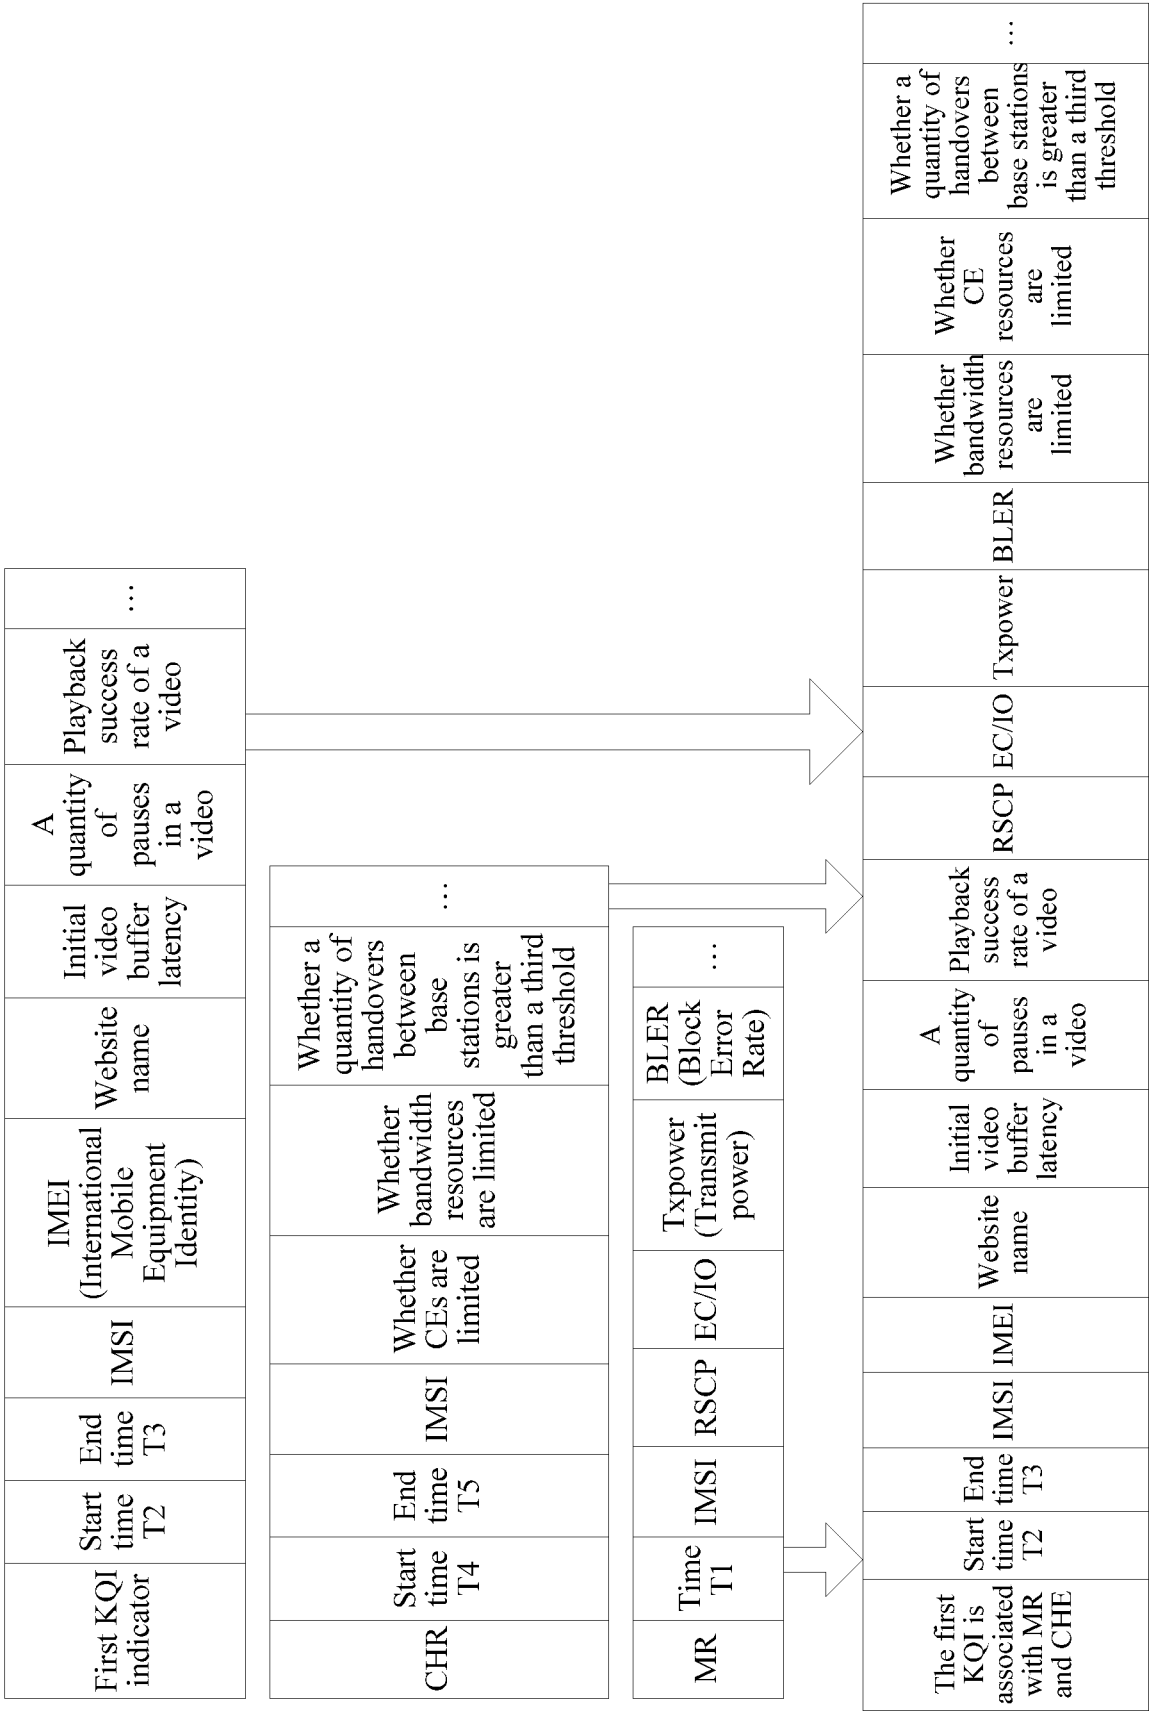 First KQI
indicator
Start
time
T2
End
time
T3
IMSI
IMEI
(International
Mobile
Equipment
Identity)
Website
name
Initial
video
buffer
latency
A
quantity
of
pauses
in a
video
Playback
success
rate of a
video
...
CHR
Start
time
T4
End
time
T5
IMSI
Whether
CEs are
limited
Whether
bandwidth
resources
are limited
Whether a
quantity of
handovers
between
base
stations is
greater
than a third
threshold
...
MR
Time
T1
IMSI
RSCP
EC/IO
Txpower
(Transmit
power)
BLER
(Block
Error
Rate)
...
The first
KQI is
associated
with MR
and CHE
Start
time
T2
End
time
T3
IMSI
IMEI
Website
name
Initial
video
buffer
latency
A
quantity
of
pauses
in a
video
Playback
success
rate of a
video
RSCP
EC/IO
Txpower
BLER
Whether
bandwidth
resources
are
limited
Whether
CE
resources
are
limited
Whether a
quantity of
handovers
between
base stations
is greater
than a third
threshold
...